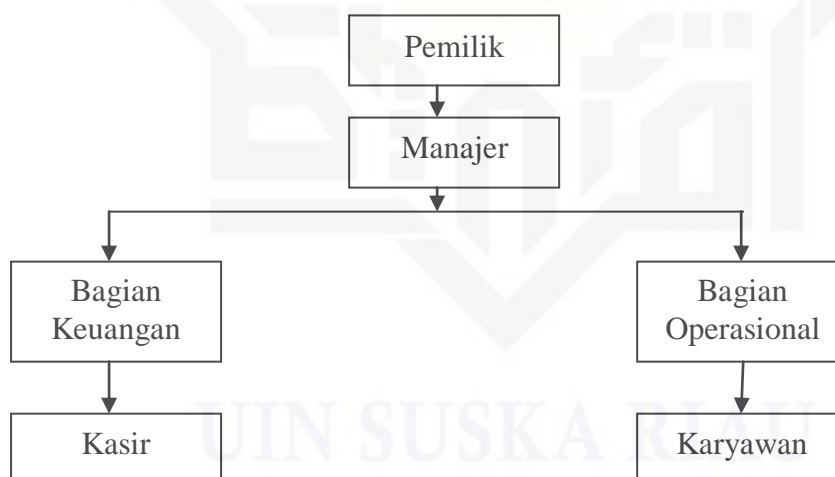 Pemilik
Manajer
Bagian
Keuangan
Bagian
Operasional
Kasir
Karyawan
UIN SUSKA RIAU